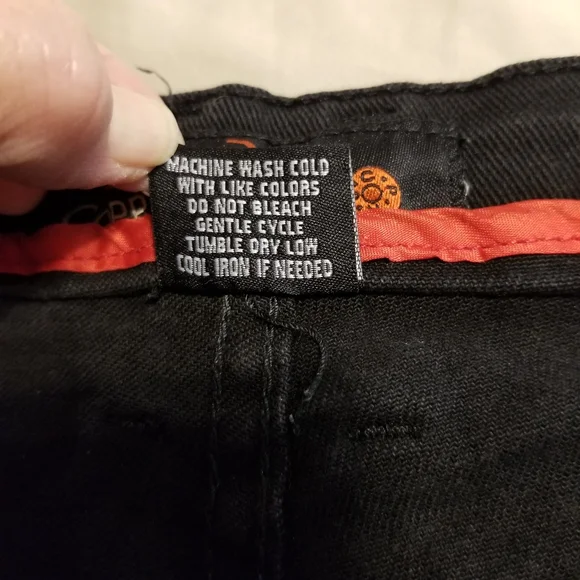 MACHINE WASH COLD
WITH LIKE COLORS
DO NOT BLEACH
GENTLE CYCLE
TUMBLE DRY LOW
COOL IRON IF NEEDED